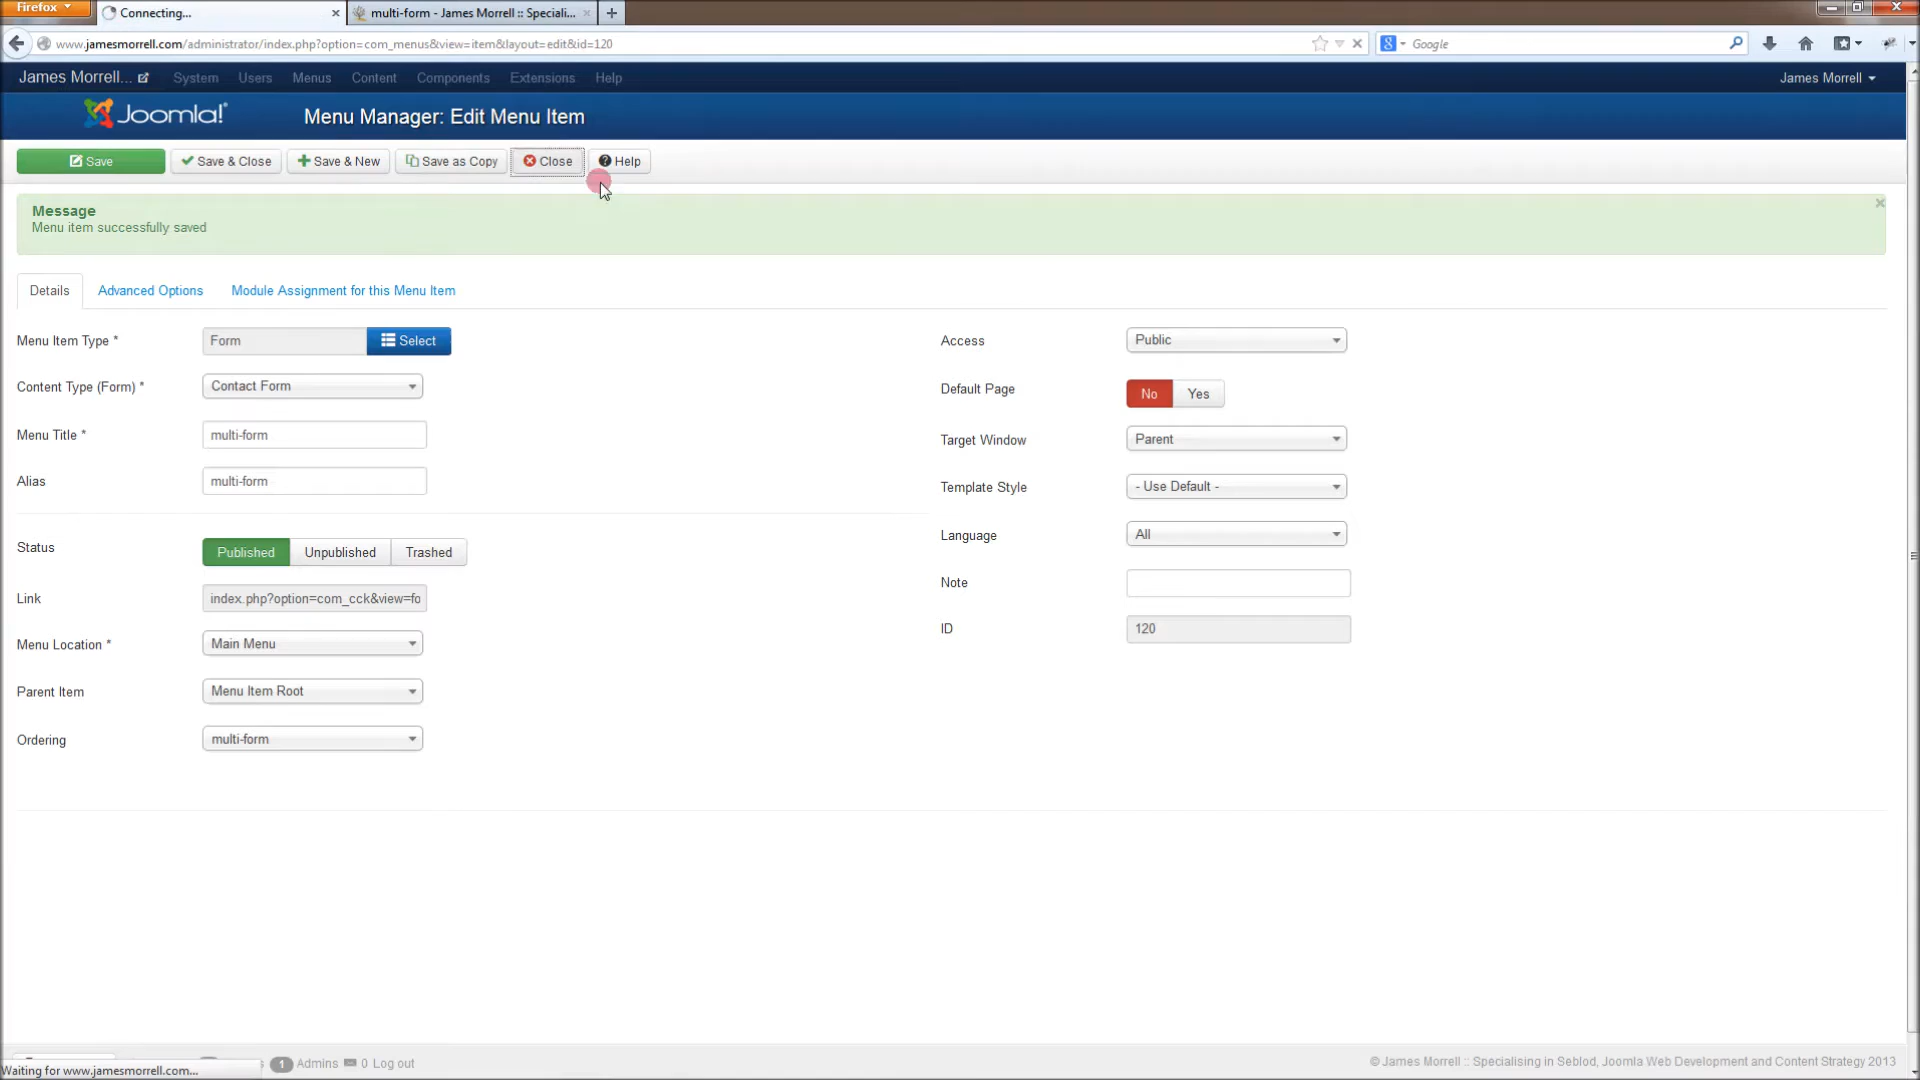 Firefox
Connecting...
multi-form - James Morrell :: Speciali...
www.jamesmorrell.com/administrator/index.php?option=com_menus&view=item&layout=edit&id=120
Google
James Morrell... System Users Menus Content Components Extensions Help
James Morrell
Joomla!
Menu Manager: Edit Menu Item
Save
Save & Close
Save & New
Save as Copy
Close
Help
Message
Menu item successfully saved
Details
Advanced Options
Module Assignment for this Menu Item
Menu Item Type *
Form
Select
Content Type (Form) *
Contact Form
Menu Title *
multi-form
Alias
multi-form
Status
Published
Unpublished
Trashed
Link
index.php?option=com_cck&view=fo
Menu Location *
Main Menu
Parent Item
Menu Item Root
Ordering
multi-form
Access
Public
Default Page
No
Yes
Target Window
Parent
Template Style
- Use Default -
Language
All
Note
ID
120
1 Admins 0 Log out
© James Morrell :: Specialising in Seblod, Joomla Web Development and Content Strategy 2013
Waiting for www.jamesmorrell.com...